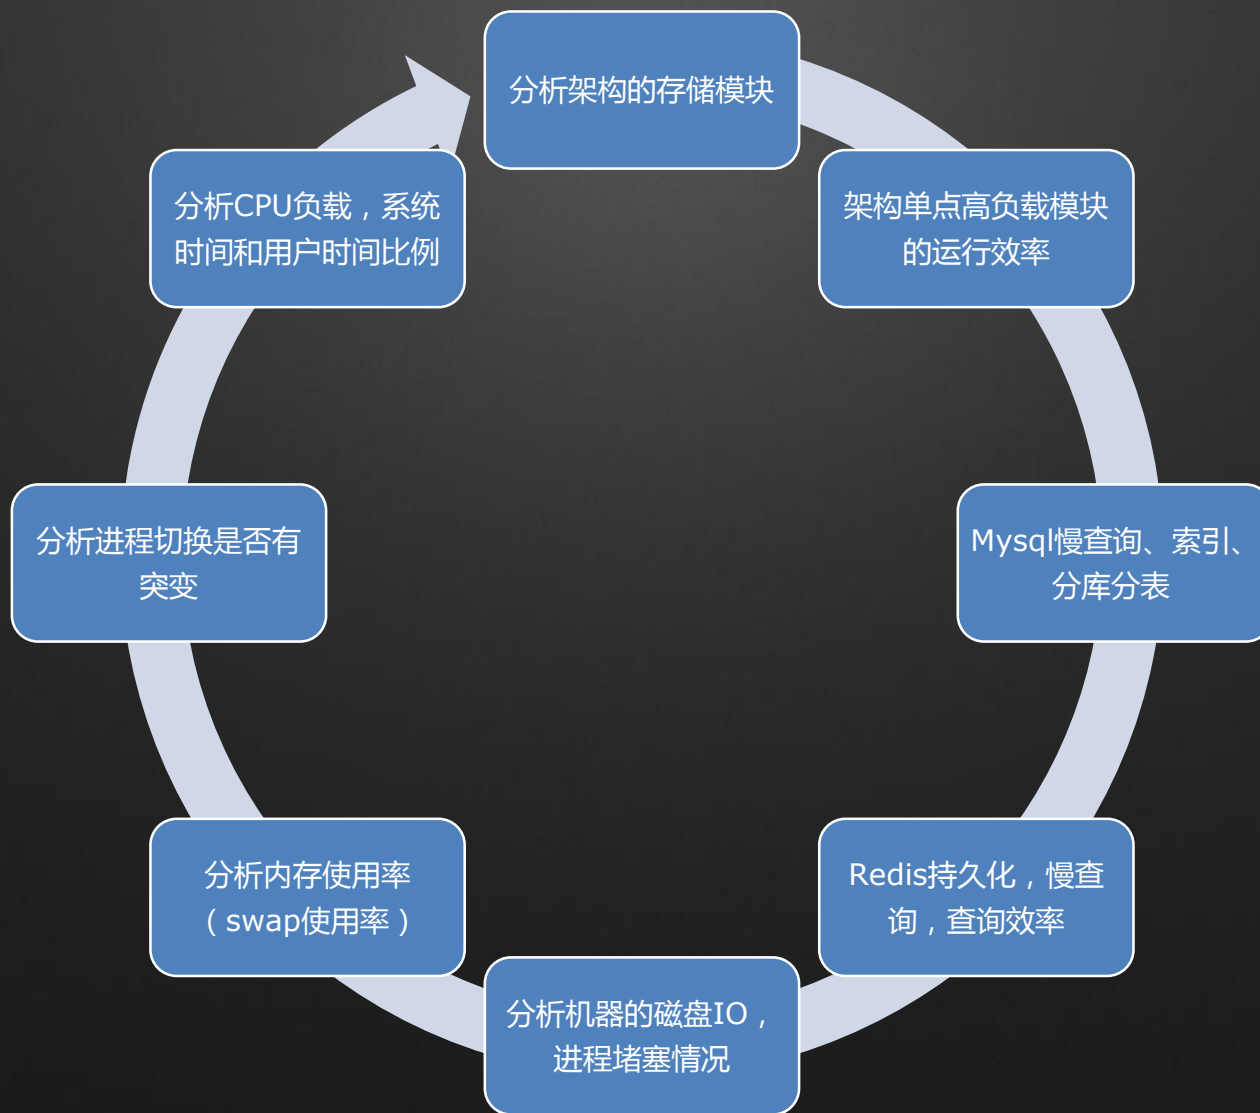 分析架构的存储模块
架构单点高负载模块
的运行效率
Mysql慢查询、索引、
分库分表
Redis持久化，慢查
询，查询效率
分析机器的磁盘IO，
进程堵塞情况
分析内存使用率
（swap使用率）
分析进程切换是否有
突变
分析CPU负载，系统
时间和用户时间比例